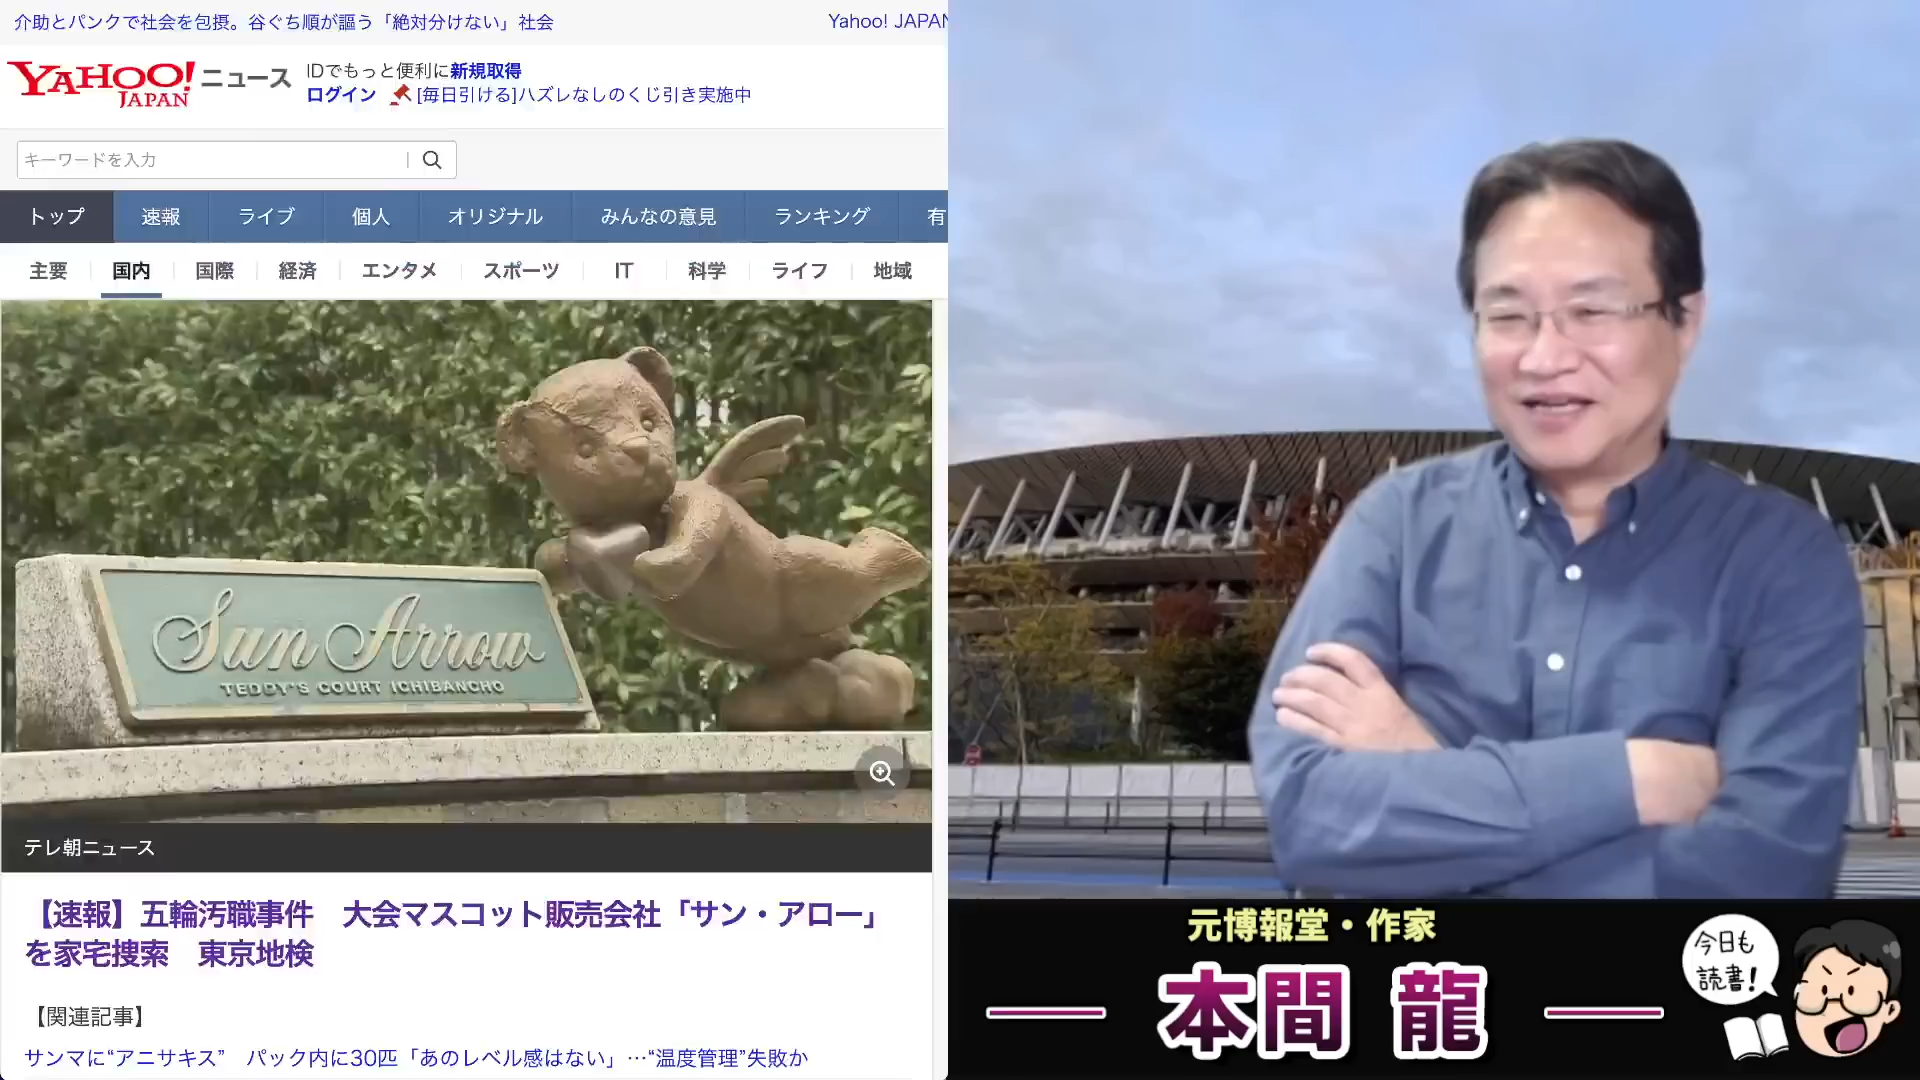 介助とパンクで社会を包摂。谷ぐち順が謳う「絶対分けない」社会
Yahoo! JAPAN
YAHOO! JAPAN ニュース
IDでもっと便利に新規取得
ログイン [毎日引ける]ハズレなしのくじ引き実施中
キーワードを入力
トップ 速報 ライブ 個人 オリジナル みんなの意見 ランキング 有
主要 国内 国際 経済 エンタメ スポーツ IT 科学 ライフ 地域
Sun Arrow
TEDDY'S COURT ICHIBANCHO
テレ朝ニュース
【速報】五輪汚職事件 大会マスコット販売会社「サン・アロー」
を家宅捜索 東京地検
【関連記事】
サンマに“アニサキス” パック内に30匹「あのレベル感はない」…“温度管理”失敗か
元博報堂・作家
本間 龍
今日も
読書!